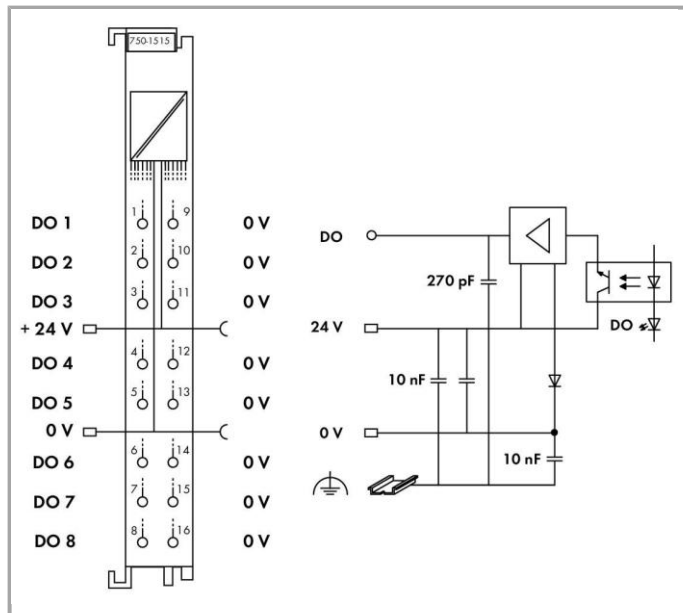 750-1515
DO 1 1 9 0 V
DO 2 2 10 0 V
DO 3 3 11 0 V
+ 24 V
DO 4 4 12 0 V
DO 5 5 13 0 V
0 V
DO 6 6 14 0 V
DO 7 7 15 0 V
DO 8 8 16 0 V
DO
270 pF
24 V
DO
10 nF
0 V
10 nF